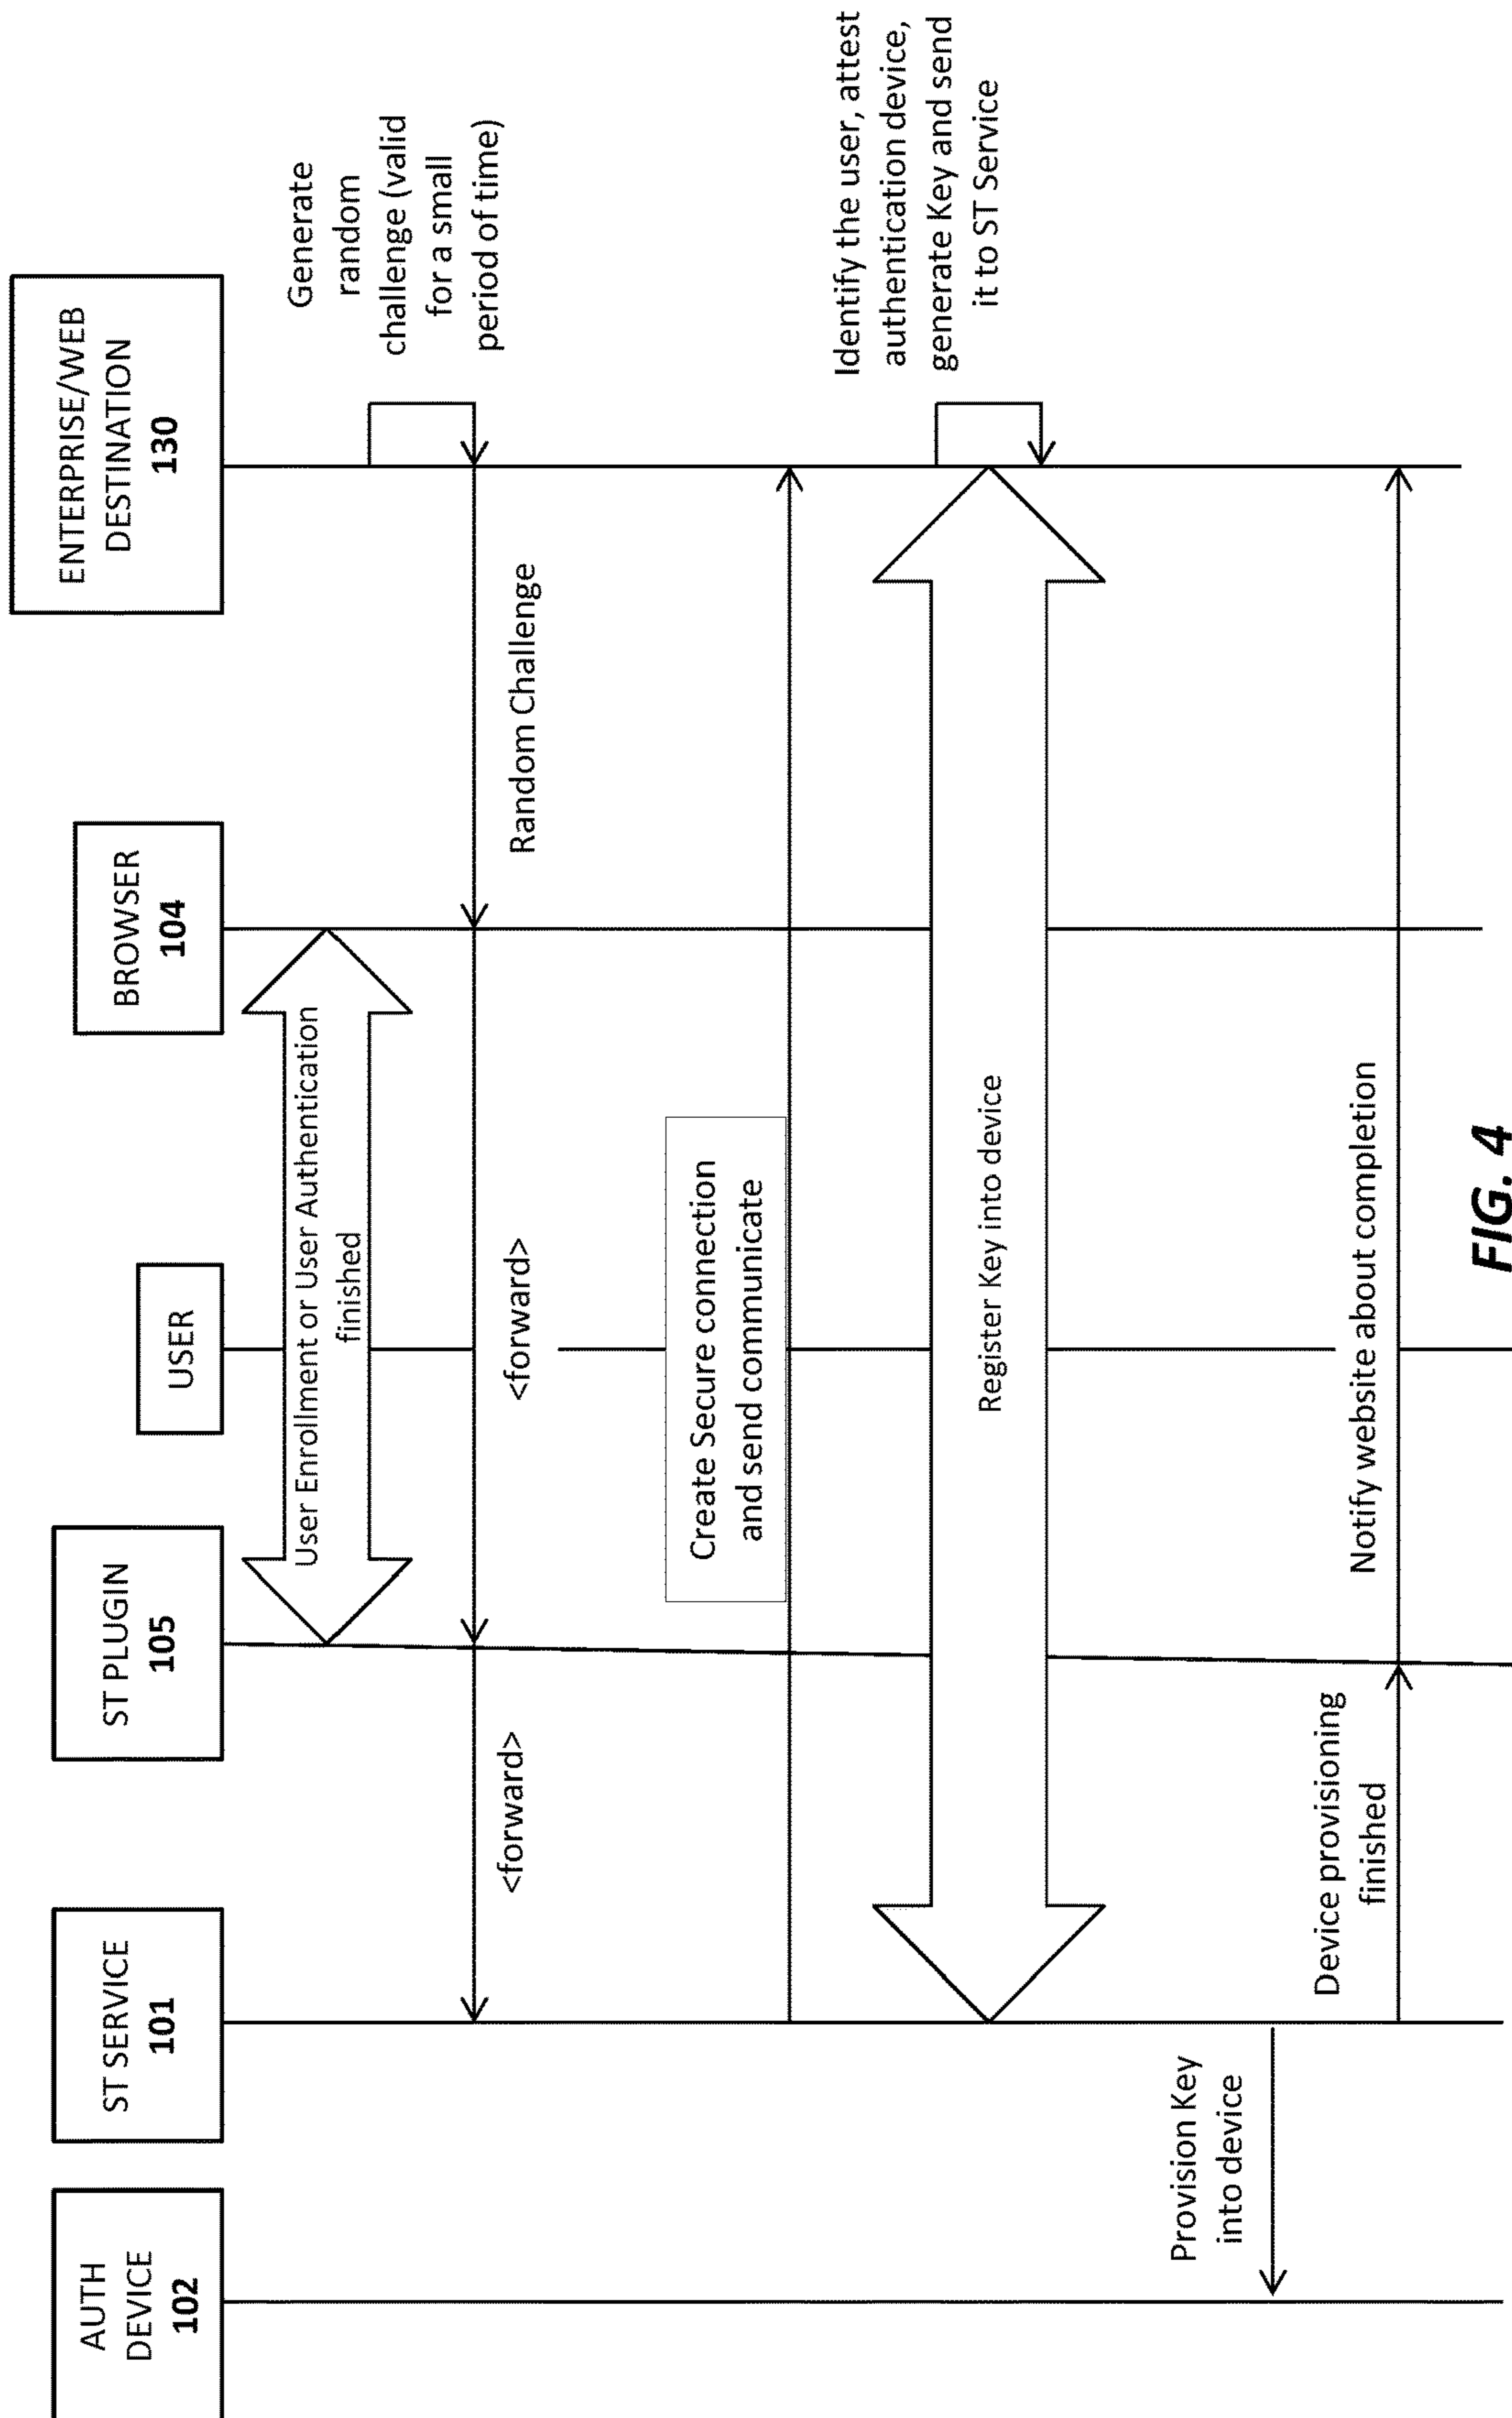 AUTH
DEVICE
102
ST SERVICE
101
ST PLUGIN
105
USER
BROWSER
104
ENTERPRISE/WEB
DESTINATION
130
User Enrollment or User Authentication
finished
Generate
random
challenge (valid
for a small
period of time)
Random Challenge
<forward>
<forward>
Create Secure connection
and send communicate
Identify the user, attest
authentication device,
generate Key and send
it to ST Service
Register Key into device
Provision Key
into device
Device provisioning
finished
Notify website about completion
FIG. 4